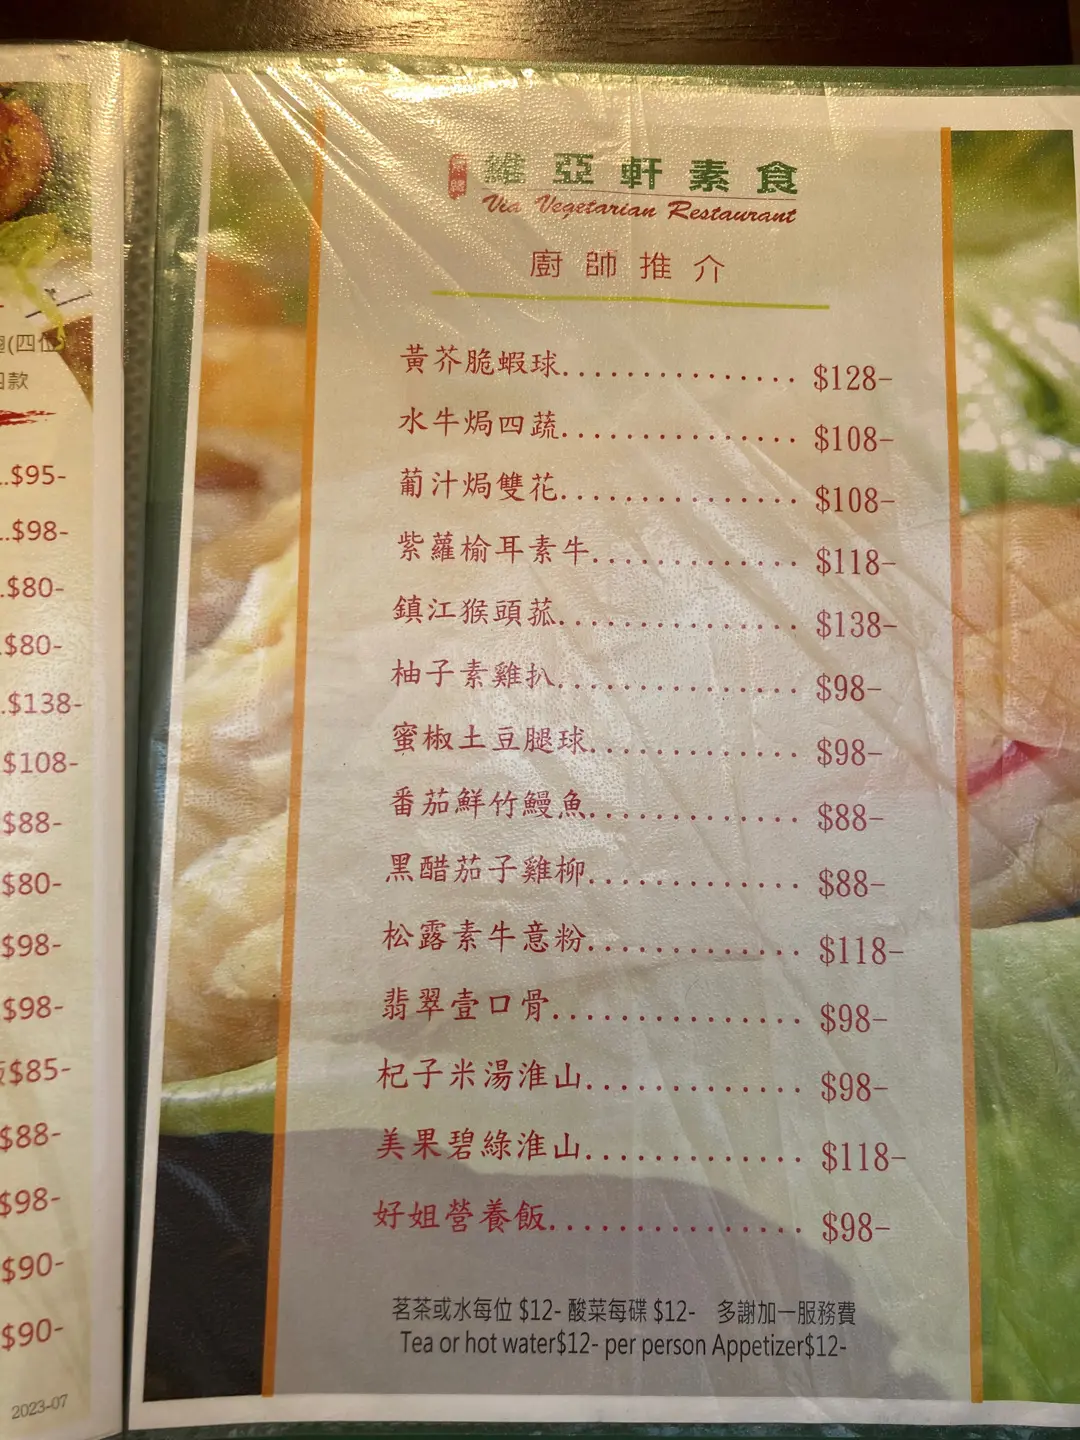 (四位
款
.$95-
..$98-
.$80-
.$80-
.$138-
$108-
$88-
$80-
$98-
$98-
飯$85-
$88-
$98-
$90-
$90-
2023-07
維亞軒素食
Via Vegetarian Restaurant
廚師推介
黃芥脆蝦球............... $128-
水牛焗四蔬............... $108-
葡汁焗雙花............... $108-
紫蘿榆耳素牛............. $118-
鎮江猴頭菰............... $138-
柚子素雞扒............... $98-
蜜椒土豆腿球............. $98-
番茄鮮竹鰻魚............. $88-
黑醋茄子雞柳............. $88-
松露素牛意粉............. $118-
翡翠壹口骨............... $98-
杞子米湯淮山............. $98-
美果碧綠淮山............. $118-
好姐營養飯............... $98-
茗茶或水每位 $12- 酸菜每碟 $12- 多謝加一服務費
Tea or hot water$12- per person Appetizer$12-